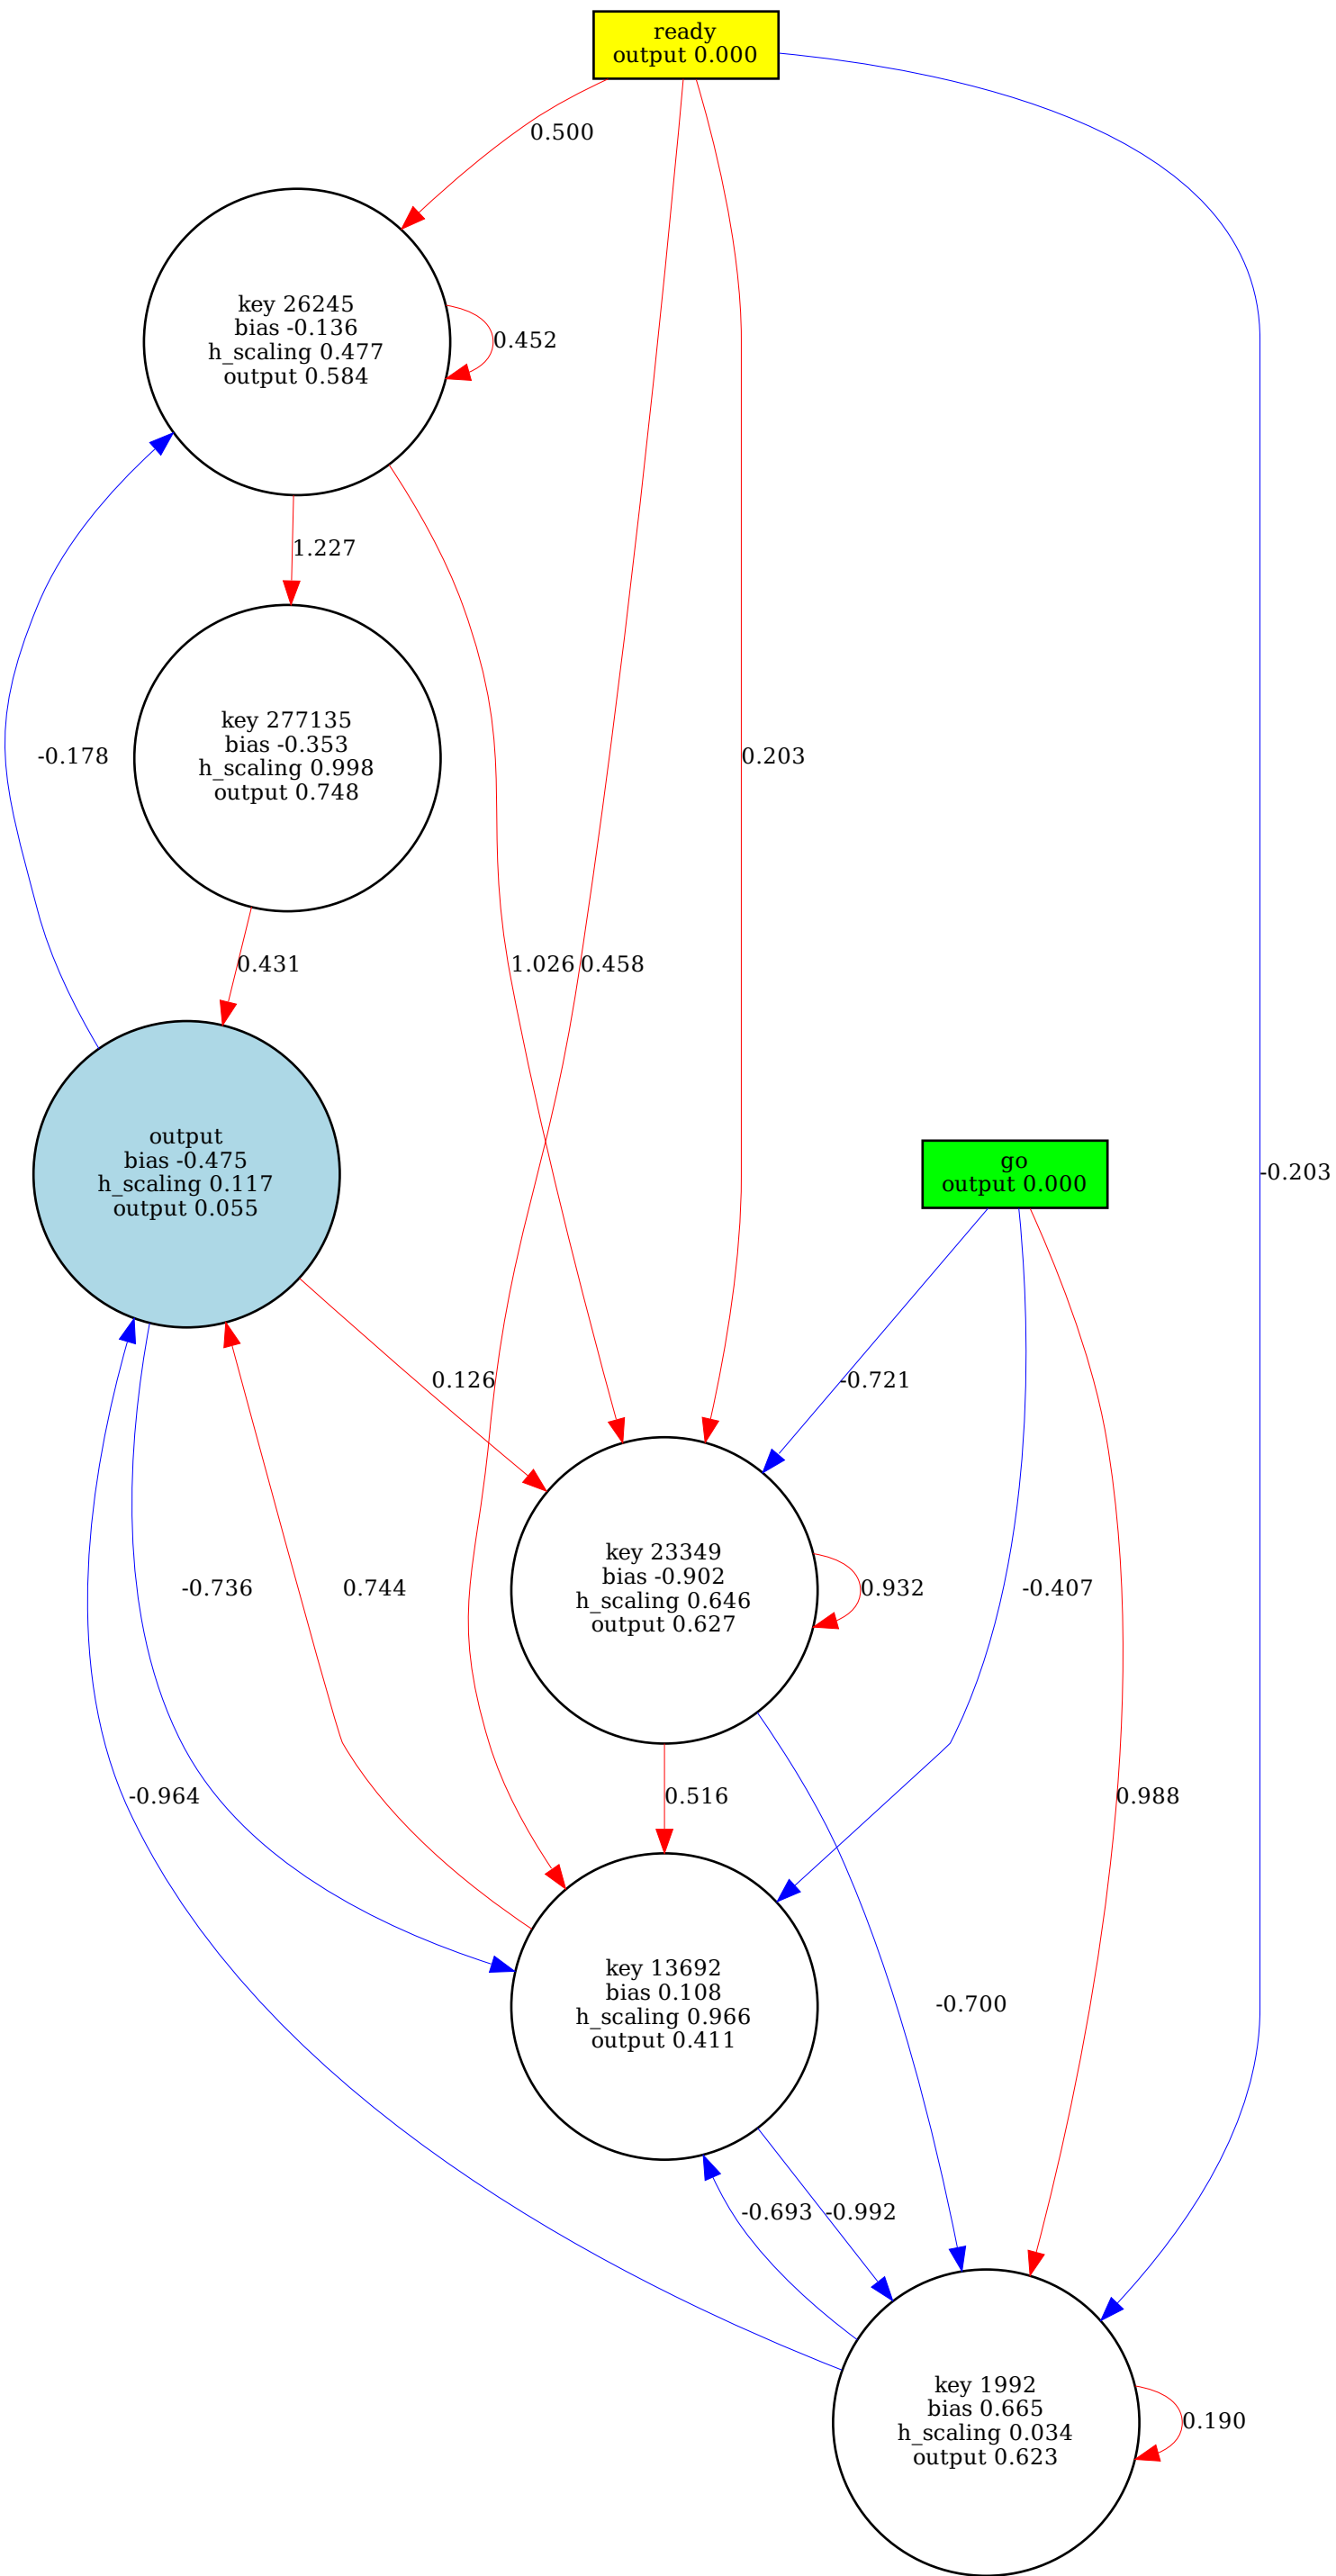 ready
output 0.000
0.500
key 26245
bias -0.136
h_scaling 0.477
output 0.584
0.452
1.227
key 277135
bias -0.353
h_scaling 0.998
output 0.748
-0.178
0.203
0.431
1.026
0.458
output
bias -0.475
h_scaling 0.117
output 0.055
go
output 0.000
-0.203
0.126
-0.721
key 23349
bias -0.902
h_scaling 0.646
output 0.627
-0.736
0.744
0.932
-0.407
-0.964
0.516
0.988
key 13692
bias 0.108
h_scaling 0.966
output 0.411
-0.700
-0.693
-0.992
key 1992
bias 0.665
h_scaling 0.034
output 0.623
0.190